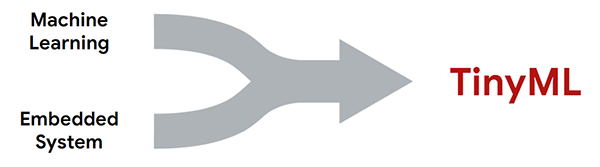 Machine
Learning
TinyML
Embedded
System